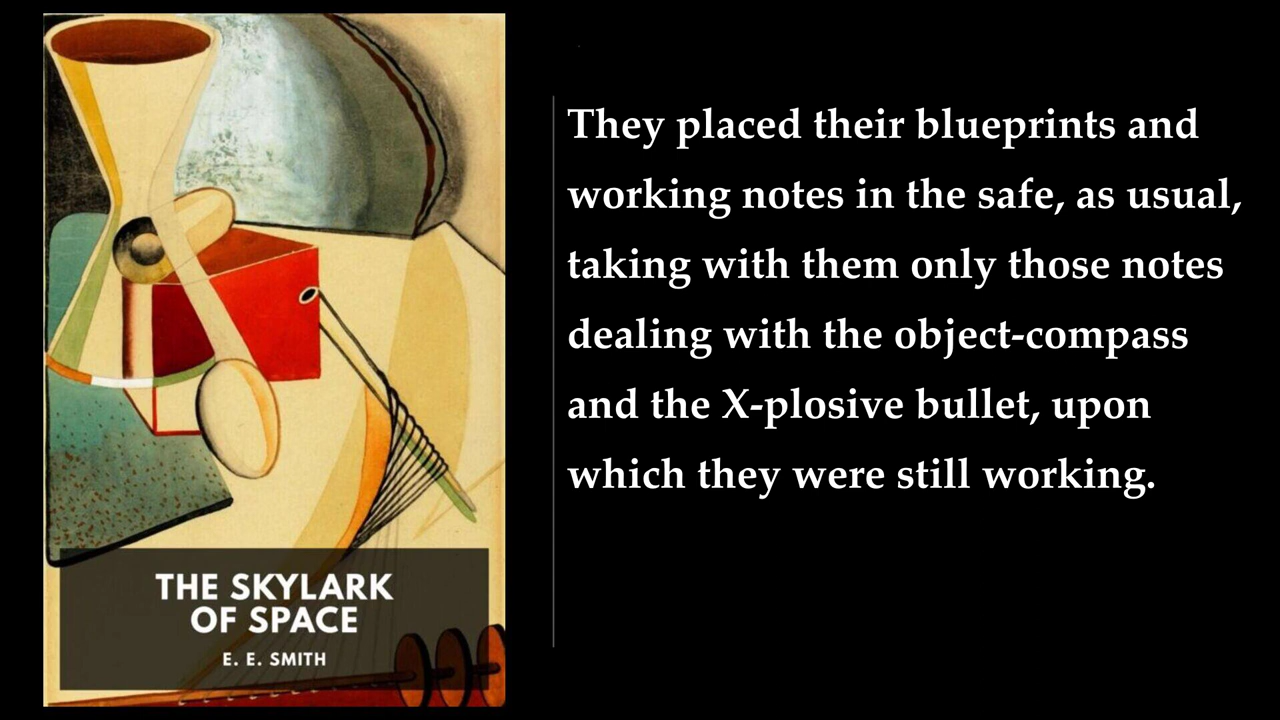 THE SKYLARK
OF SPACE
E. E. SMITH
They placed their blueprints and
working notes in the safe, as usual,
taking with them only those notes
dealing with the object-compass
and the X-plosive bullet, upon
which they were still working.